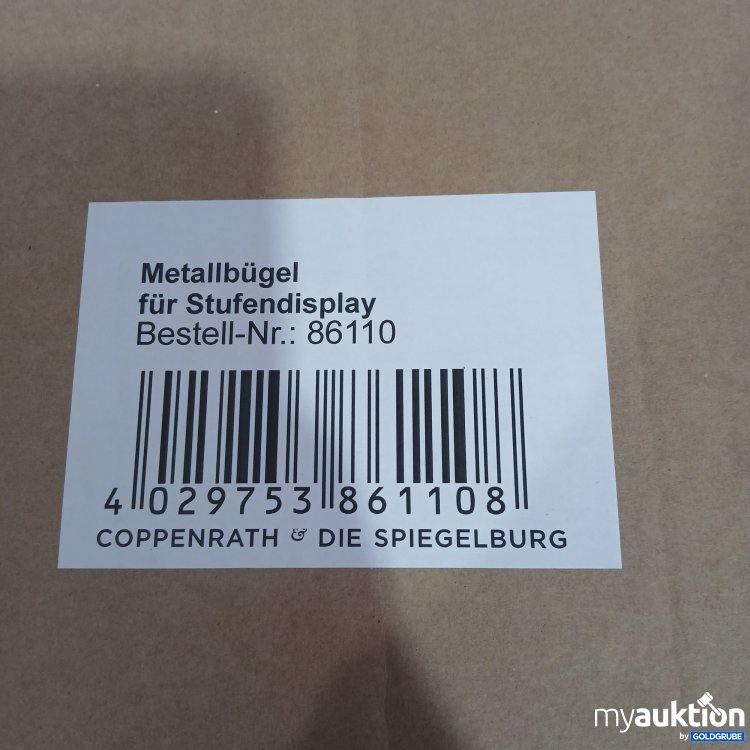 Metallbügel
für Stufendisplay
Bestell-Nr.: 86110
4 029753 861108
COPPENRATH & DIE SPIEGELBURG
myauktion
by GOLDGRUBE